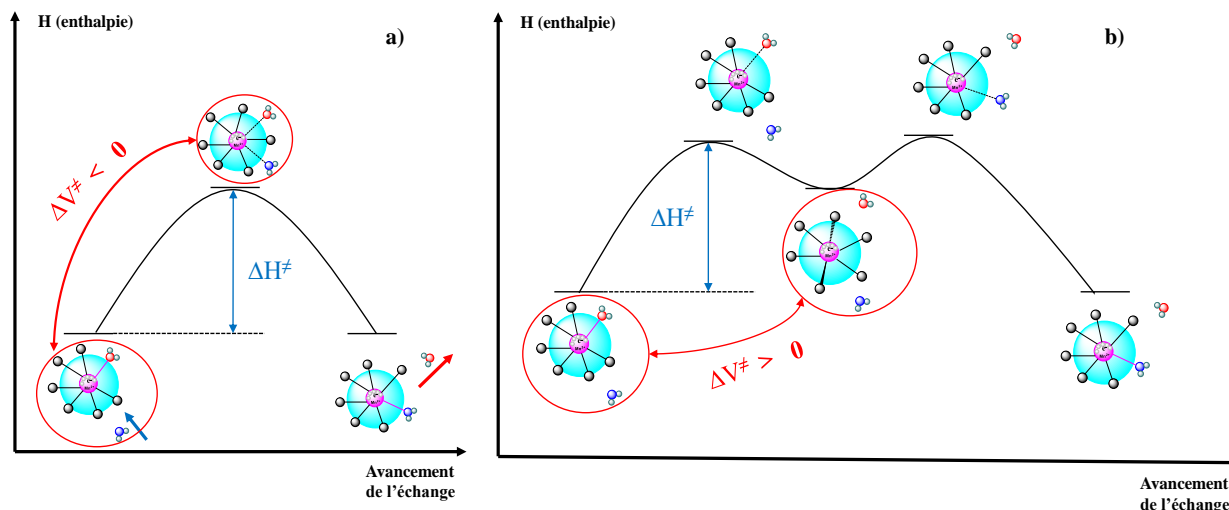 H (enthalpie)
a)
ΔV≠ < 0
ΔH≠
Avancement
de l'échange
H (enthalpie)
b)
ΔH≠
ΔV≠ > 0
Avancement
de l'échange